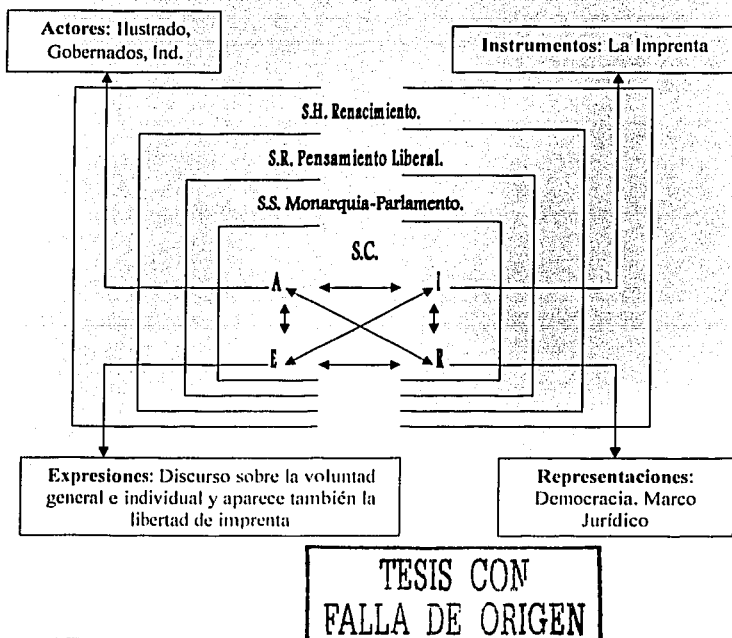 Actores: Ilustrado,
Gobernados, Ind.
Instrumentos: La Imprenta
S.H. Renacimiento.
S.R. Pensamiento Liberal.
S.S. Monarquia-Parlamento.
S.C.
A
I
E
R
Expresiones: Discurso sobre la voluntad
general e individual y aparece también la
libertad de imprenta
Representaciones:
Democracia. Marco
Jurídico
TESIS CON
FALLA DE ORIGEN